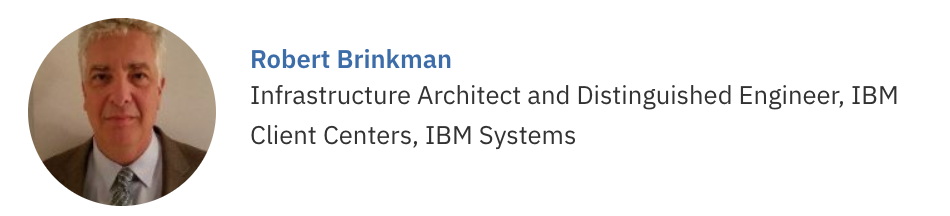 Robert Brinkman
Infrastructure Architect and Distinguished Engineer, IBM
Client Centers, IBM Systems